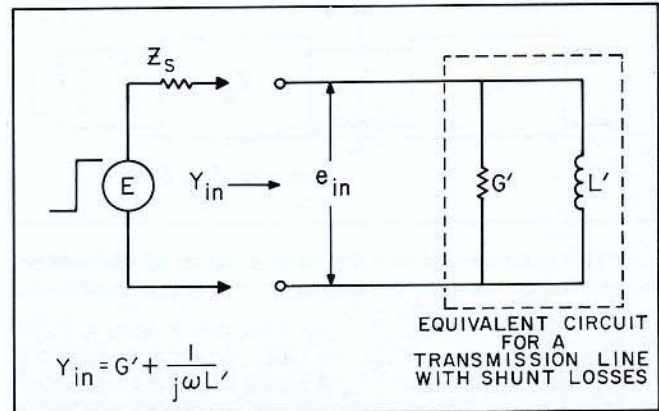 Z_S
E
Y_in
e_in
G′
L′
EQUIVALENT CIRCUIT
FOR A
TRANSMISSION LINE
WITH SHUNT LOSSES
Y_in = G′ + 1/(jωL′)